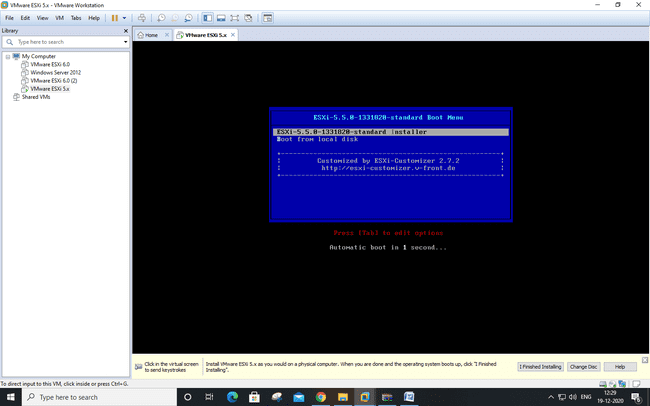 VMware ESXi 5.x - VMware Workstation
File Edit View VM Tabs Help
Library
Type here to search
My Computer
VMware ESXi 6.0
Windows Server 2012
VMware ESXi 6.0 (2)
VMware ESXi 5.x
Shared VMs
Home
VMware ESXi 5.x
ESXi-5.5.0-1331820-standard Boot Menu
ESXi-5.5.0-1331820-standard Installer
Boot from local disk
Customized by ESXi-Customizer 2.7.2
http://esxi-customizer.v-front.de
Press [Tab] to edit options
Automatic boot in 1 second...
Click in the virtual screen
to send keystrokes
Install VMware ESXi 5.x as you would on a physical computer. When you are done and the operating system boots up, click "I Finished
Installing".
I Finished Installing
Change Disc
Help
To direct input to this VM, click inside or press Ctrl+G.
Type here to search
ENG
12:29
19-12-2020